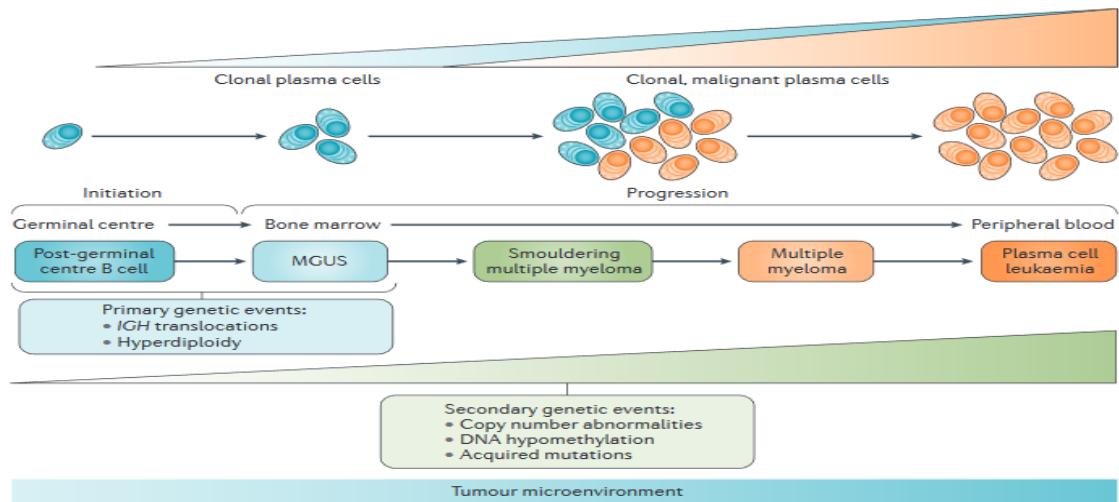 Clonal plasma cells
Clonal, malignant plasma cells
Initiation
Progression
Germinal centre
Bone marrow
Peripheral blood
Post-germinal
centre B cell
MGUS
Smouldering
multiple myeloma
Multiple
myeloma
Plasma cell
leukaemia
Primary genetic events:
• IGH translocations
• Hyperdiploidy
Secondary genetic events:
• Copy number abnormalities
• DNA hypomethylation
• Acquired mutations
Tumour microenvironment